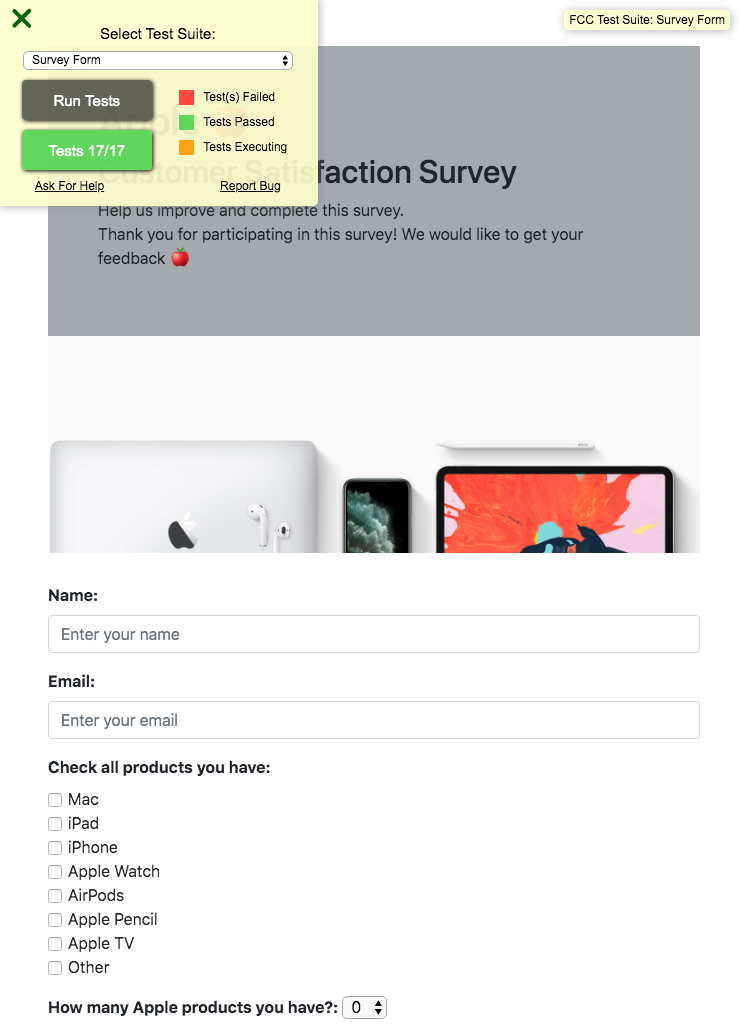 FCC Test Suite: Survey Form
Select Test Suite:
Survey Form
Run Tests
Test(s) Failed
Tests Passed
Tests 17/17
Tests Executing
Ask For Help
Report Bug
Apple 🍎
Customer Satisfaction Survey
Help us improve and complete this survey.
Thank you for participating in this survey! We would like to get your
feedback 🍎
Name:
Enter your name
Email:
Enter your email
Check all products you have:
Mac
iPad
iPhone
Apple Watch
AirPods
Apple Pencil
Apple TV
Other
How many Apple products you have?: 0